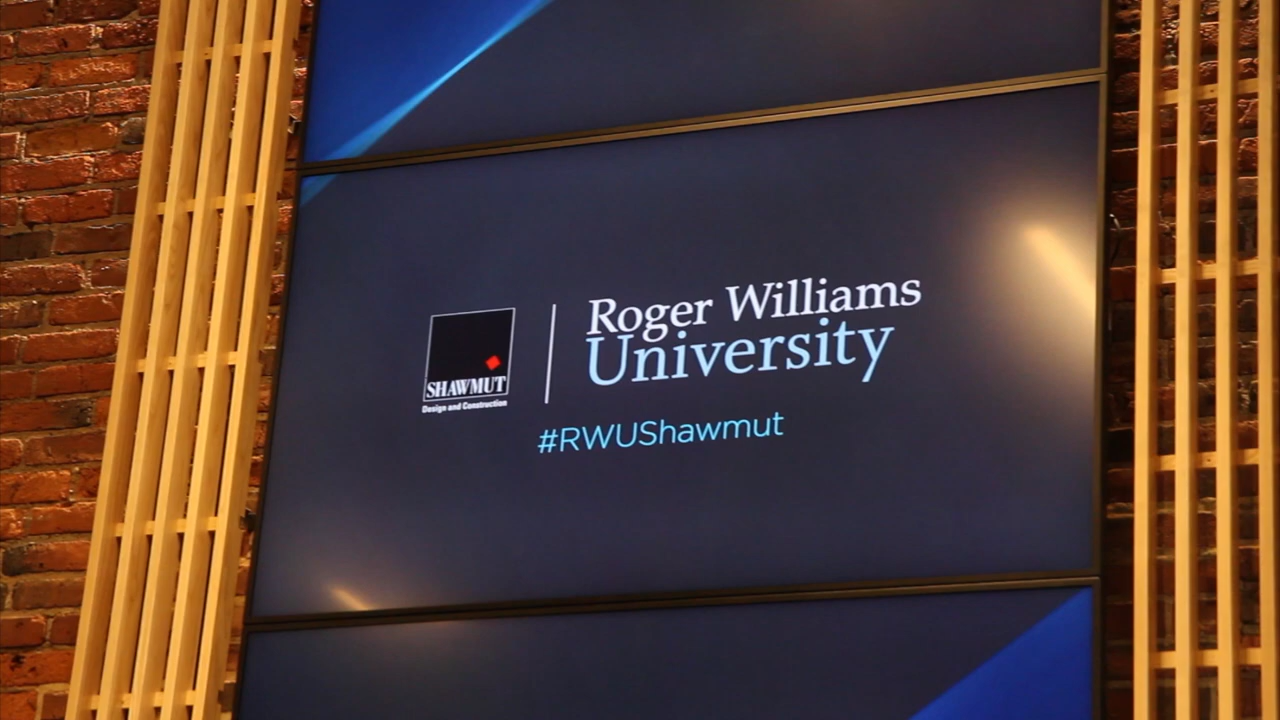 Roger Williams
University
SHAWMUT
Design and Construction
#RWUShawmut